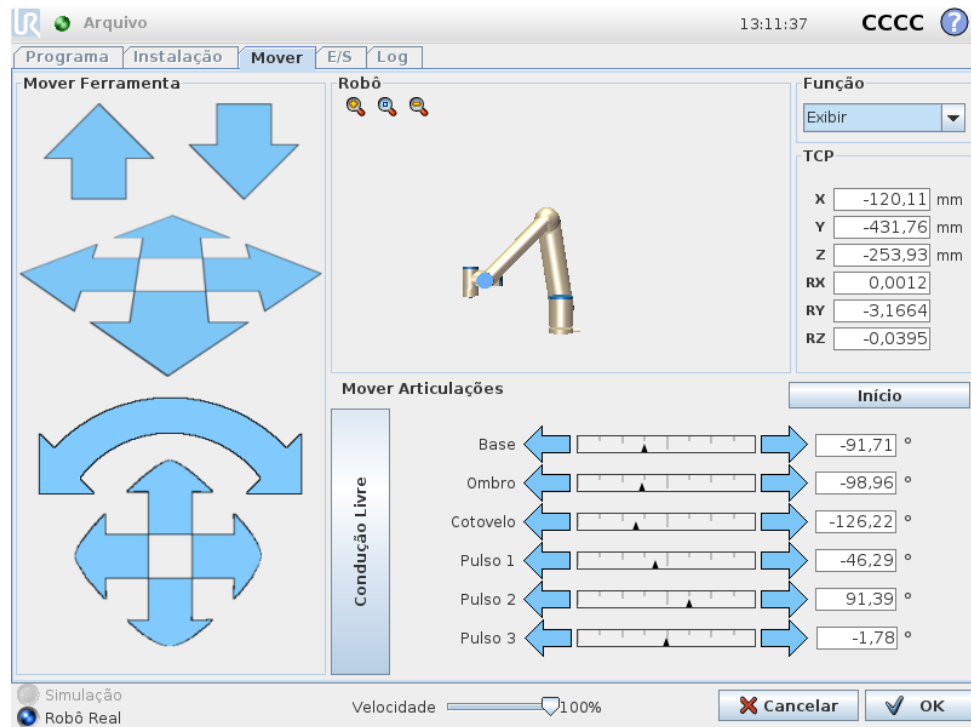 UR Arquivo 13:11:37 CCCC ?
Programa Instalação Mover E/S Log
Mover Ferramenta
Robô
Função
Exibir
TCP
X -120,11 mm
Y -431,76 mm
Z -253,93 mm
RX 0,0012
RY -3,1664
RZ -0,0395
Mover Articulações
Início
Condução Livre
Base -91,71 °
Ombro -98,96 °
Cotovelo -126,22 °
Pulso 1 -46,29 °
Pulso 2 91,39 °
Pulso 3 -1,78 °
Simulação
Robô Real
Velocidade 100%
Cancelar
OK